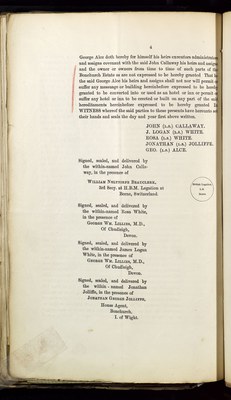 4
George Alce doth hereby for himself his heirs executors administrators
and assigns covenant with the said John Callaway his heirs and assigns
and the owner or owners from time to time of such parts of the
Bonchurch Estate as are not expressed to be hereby granted That
the said George Alce his heirs and assigns shall not nor will permit or
suffer any messuage or building hereinbefore expressed to be hereby
granted to be converted into or used as an hotel or inn or permit or
suffer any hotel or inn to be erected or built on any part of the said
hereditaments hereinbefore expressed to be hereby granted In
WITNESS whereof the said parties to these presents have hereunto set
their hands and seals the day and year first above written.
JOHN (L.S.) CALLAWAY.
J. LOGAN (L.S.) WHITE.
ROSA (L.S.) WHITE.
JONATHAN (L.S.) JOLLIFFE.
GEO. (L.S.) ALCE.
Signed, sealed, and delivered by
the within-named John Calla-
way, in the presence of
WILLIAM
BEAUCLERK,
3rd Secy. at H.B.M. Legation at
Berne, Switzerland.
British Legation
Berne
Signed, sealed, and delivered by
the within-named Rosa White,
in the presence of
GEORGE WM. LILLIES, M.D.,
Of Chudleigh,
Devon.
Signed, sealed, and delivered by
the within-named James Logan
White, in the presence of
GEORGE WM. LILLIES, M.D.,
Of Chudleigh,
Devon.
Signed, sealed, and delivered by
the within-named Jonathan
Jolliffe, in the presence of
JONATHAN GEORGE JOLLIFFE,
House Agent,
Bonchurch,
I. of Wight.